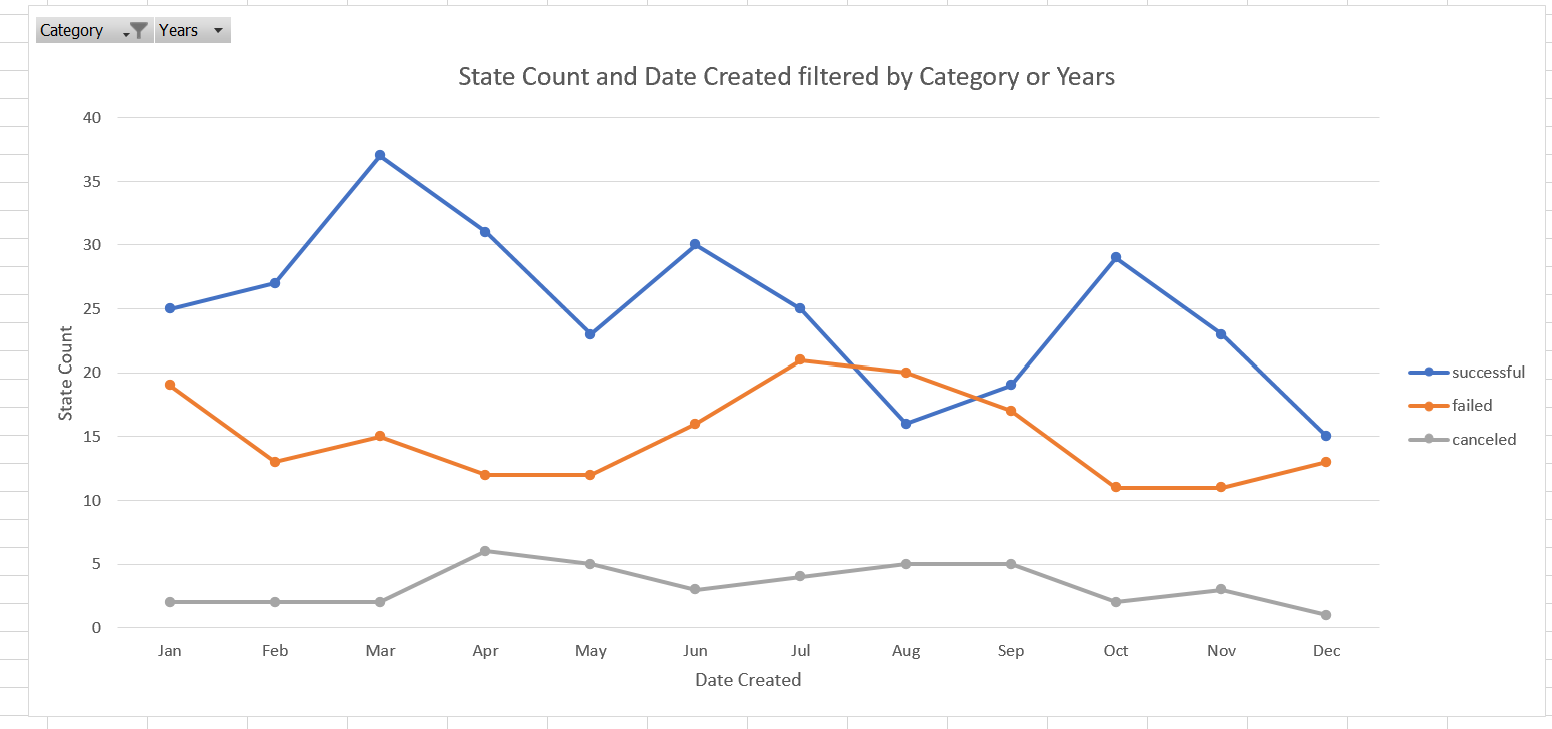 Category Years
State Count and Date Created filtered by Category or Years
40
35
30
25
20
15
10
5
0
State Count
Jan Feb Mar Apr May Jun Jul Aug Sep Oct Nov Dec
Date Created
successful
failed
canceled